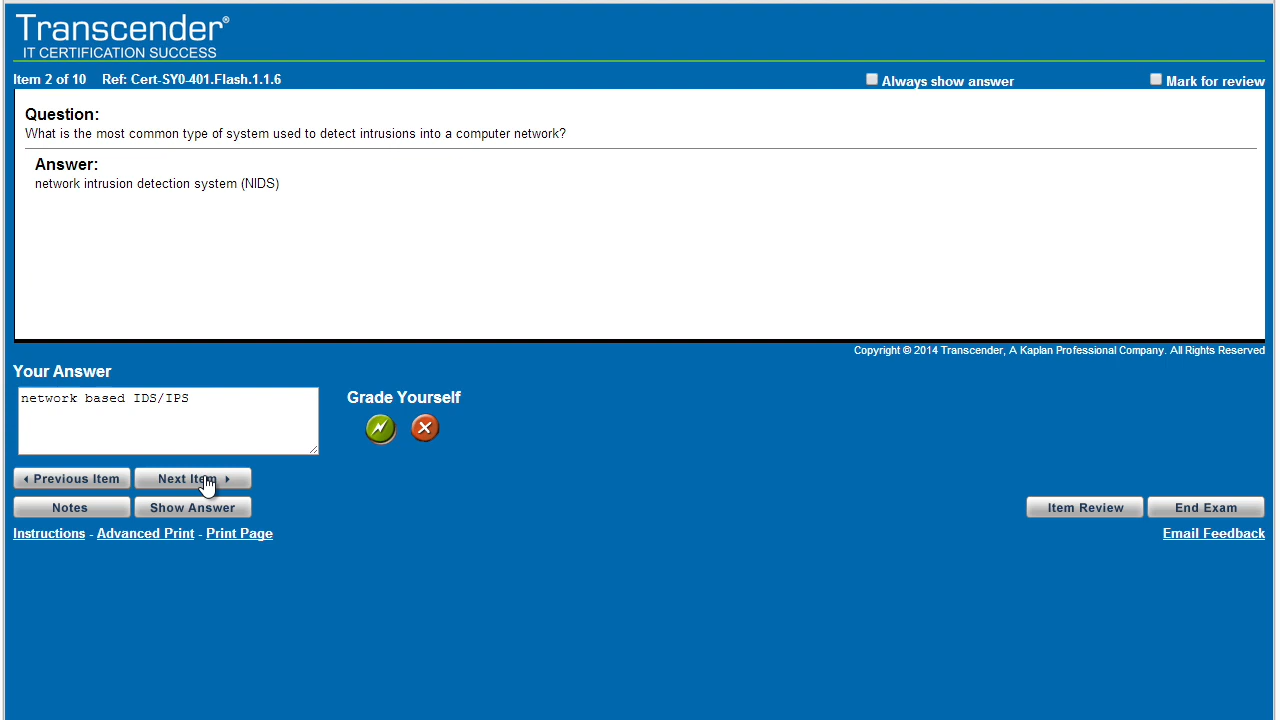 Transcender®
IT CERTIFICATION SUCCESS
Item 2 of 10 Ref: Cert-SY0-401.Flash.1.1.6 Always show answer Mark for review
Question:
What is the most common type of system used to detect intrusions into a computer network?
Answer:
network intrusion detection system (NIDS)
Copyright © 2014 Transcender, A Kaplan Professional Company. All Rights Reserved
Your Answer
network based IDS/IPS
Grade Yourself
Previous Item Next Item
Notes Show Answer Item Review End Exam
Instructions - Advanced Print - Print Page Email Feedback